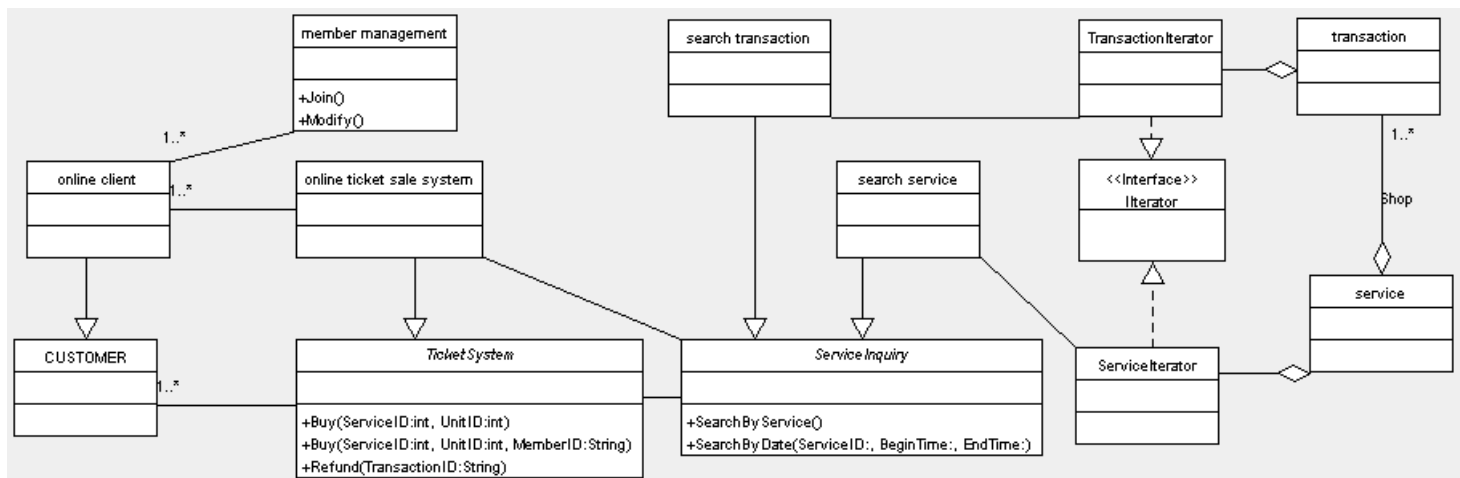 member management
+Join()
+Modify()
search transaction
TransactionIterator
transaction
1..*
1..*
online client
1..*
online ticket sale system
search service
<<Interface>>
IIterator
Shop
service
CUSTOMER
1..*
TicketSystem
+Buy(ServiceID:int, UnitID:int)
+Buy(ServiceID:int, UnitID:int, MemberID:String)
+Refund(TransactionID:String)
ServiceInquiry
+SearchByService()
+SearchByDate(ServiceID:, BeginTime:, EndTime:)
ServiceIterator